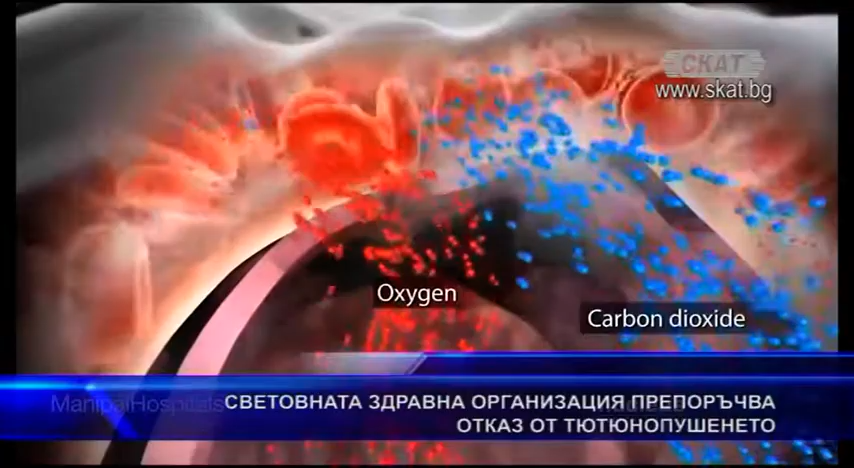 СКАТ
www.skat.bg
Oxygen
Carbon dioxide
ManipalHospitals
СВЕТОВНАТА ЗДРАВНА ОРГАНИЗАЦИЯ ПРЕПОРЪЧВА
ОТКАЗ ОТ ТЮТЮНОПУШЕНЕТО